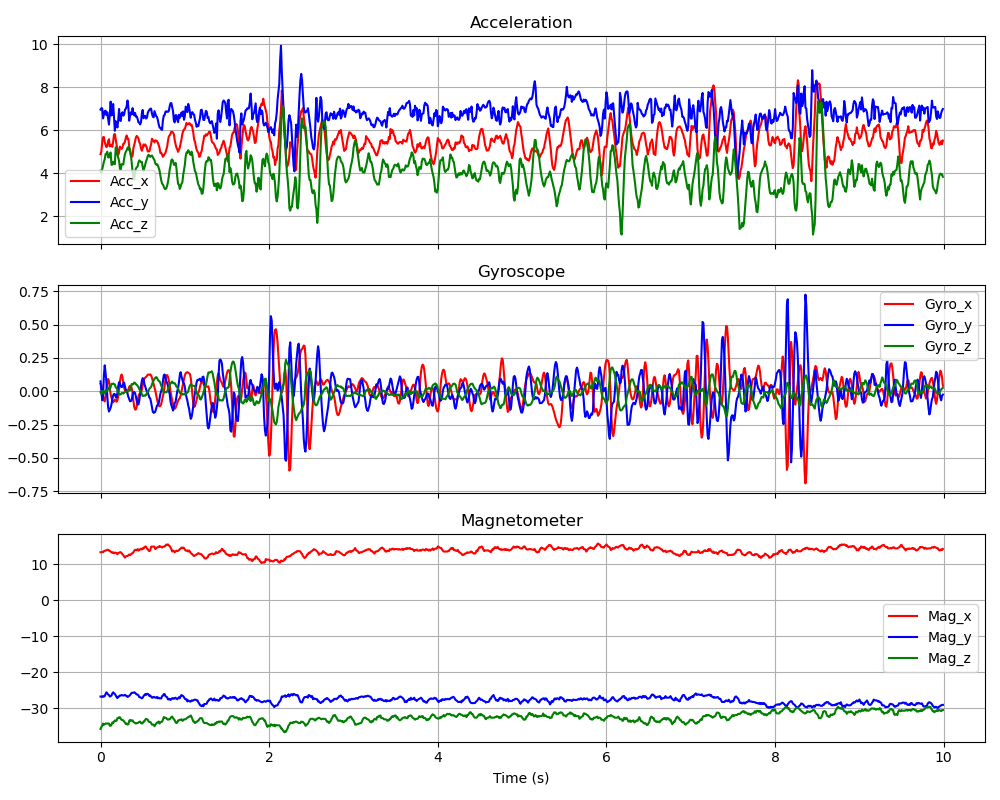 Acceleration
10
8
6
4
2
Acc_x
Acc_y
Acc_z
Gyroscope
0.75
0.50
0.25
0.00
−0.25
−0.50
−0.75
Gyro_x
Gyro_y
Gyro_z
Magnetometer
10
0
−10
−20
−30
Mag_x
Mag_y
Mag_z
0 2 4 6 8 10
Time (s)